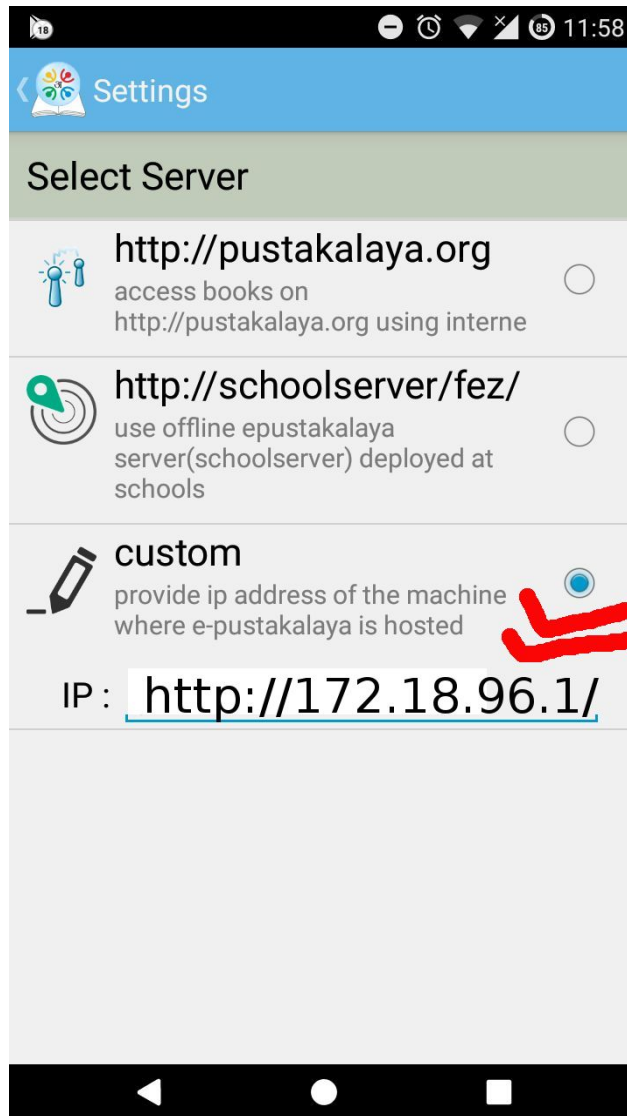 18
85 11:58
Settings
Select Server
http://pustakalaya.org
access books on
http://pustakalaya.org using interne
http://schoolserver/fez/
use offline epustakalaya
server(schoolserver) deployed at
schools
custom
provide ip address of the machine
where e-pustakalaya is hosted
IP : http://172.18.96.1/